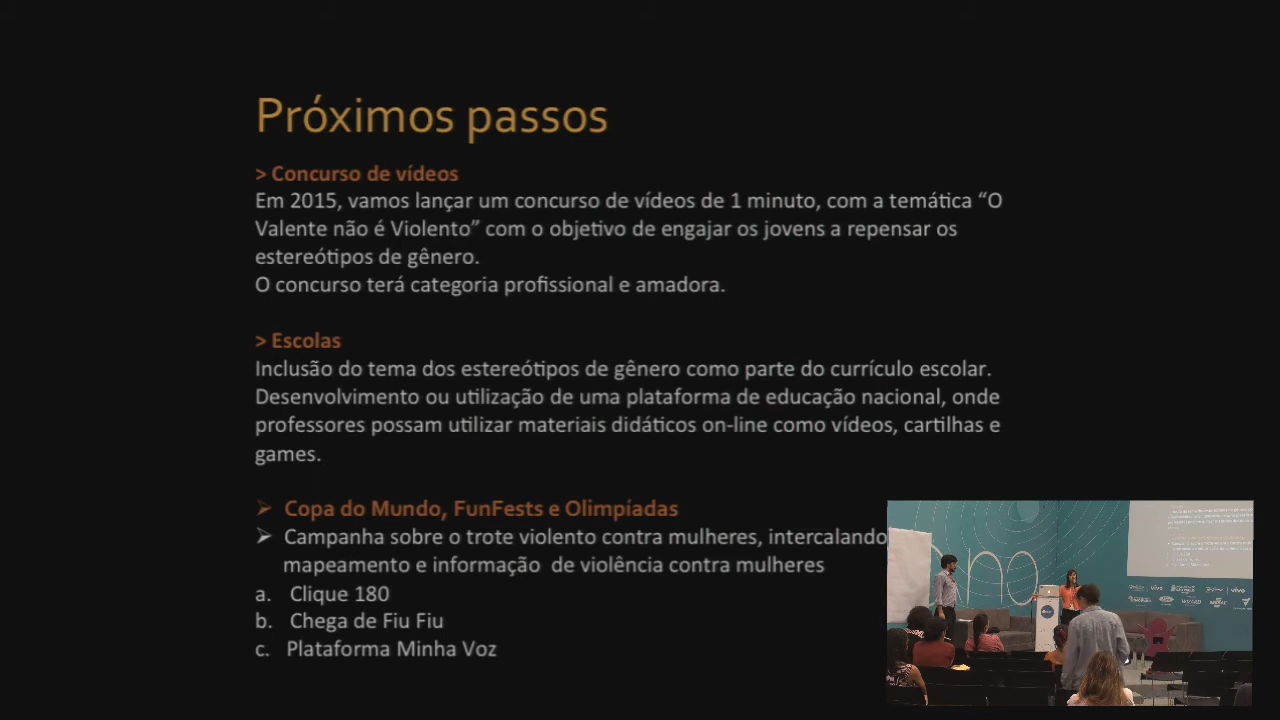 Próximos passos
> Concurso de vídeos
Em 2015, vamos lançar um concurso de vídeos de 1 minuto, com a temática “O
Valente não é Violento” com o objetivo de engajar os jovens a repensar os
estereótipos de gênero.
O concurso terá categoria profissional e amadora.
> Escolas
Inclusão do tema dos estereótipos de gênero como parte do currículo escolar.
Desenvolvimento ou utilização de uma plataforma de educação nacional, onde
professores possam utilizar materiais didáticos on-line como vídeos, cartilhas e
games.
➢ Copa do Mundo, FunFests e Olimpíadas
➢ Campanha sobre o trote violento contra mulheres, intercalando
mapeamento e informação  de violência contra mulheres
a. Clique 180
b. Chega de Fiu Fiu
c. Plataforma Minha Voz
vivo
vivo